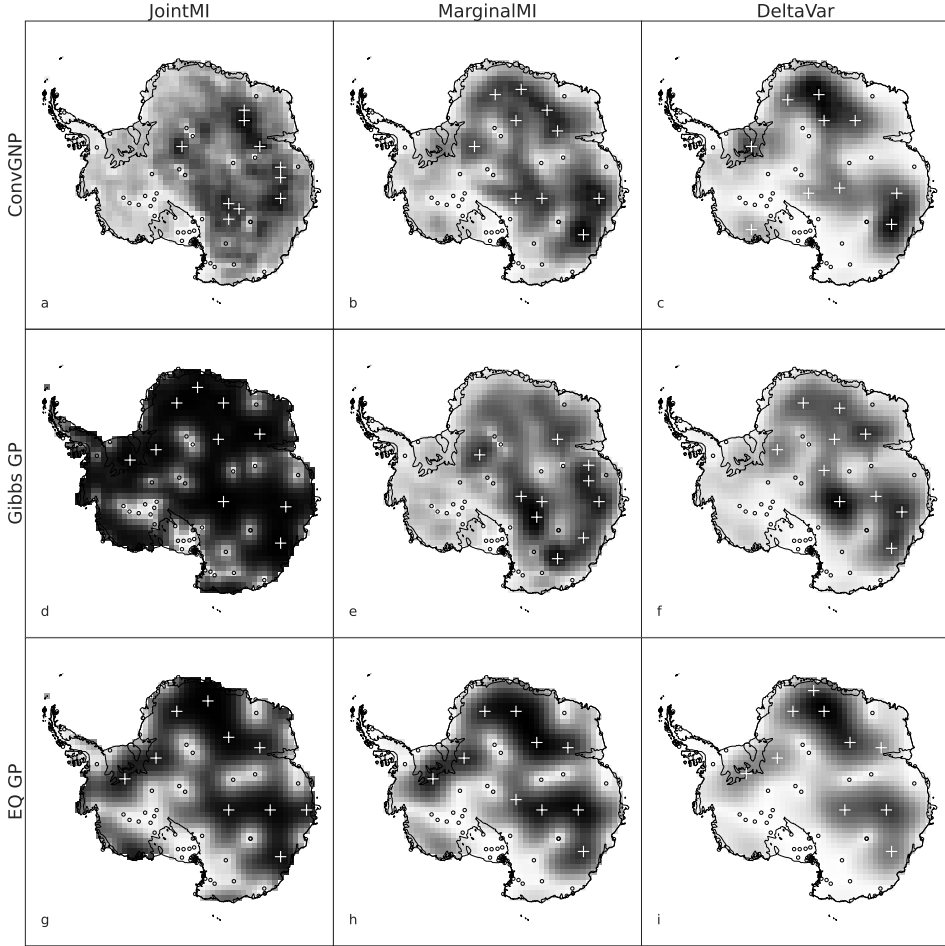 JointMI MarginalMI DeltaVar
ConvGNP
a b c
Gibbs GP
d e f
EQ GP
g h i